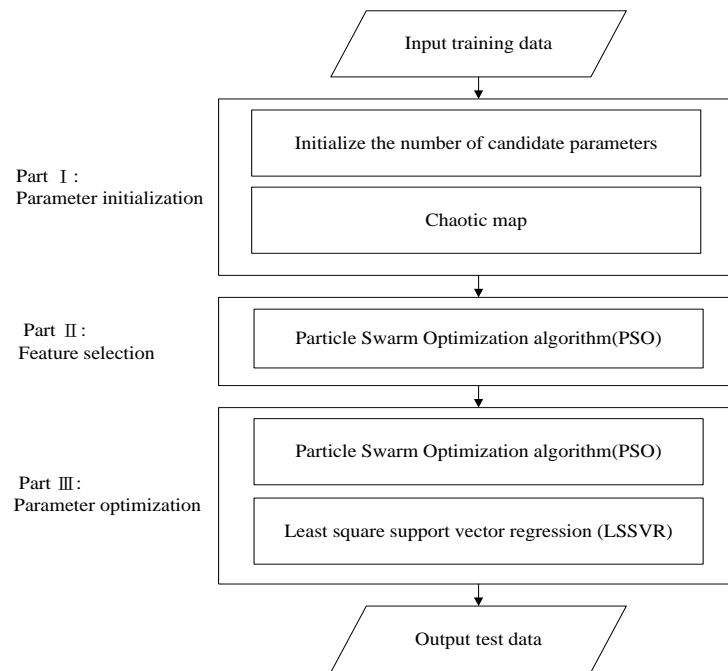 Input training data
Part Ⅰ:
Parameter initialization
Initialize the number of candidate parameters
Chaotic map
Part Ⅱ:
Feature selection
Particle Swarm Optimization algorithm(PSO)
Part Ⅲ:
Parameter optimization
Particle Swarm Optimization algorithm(PSO)
Least square support vector regression (LSSVR)
Output test data